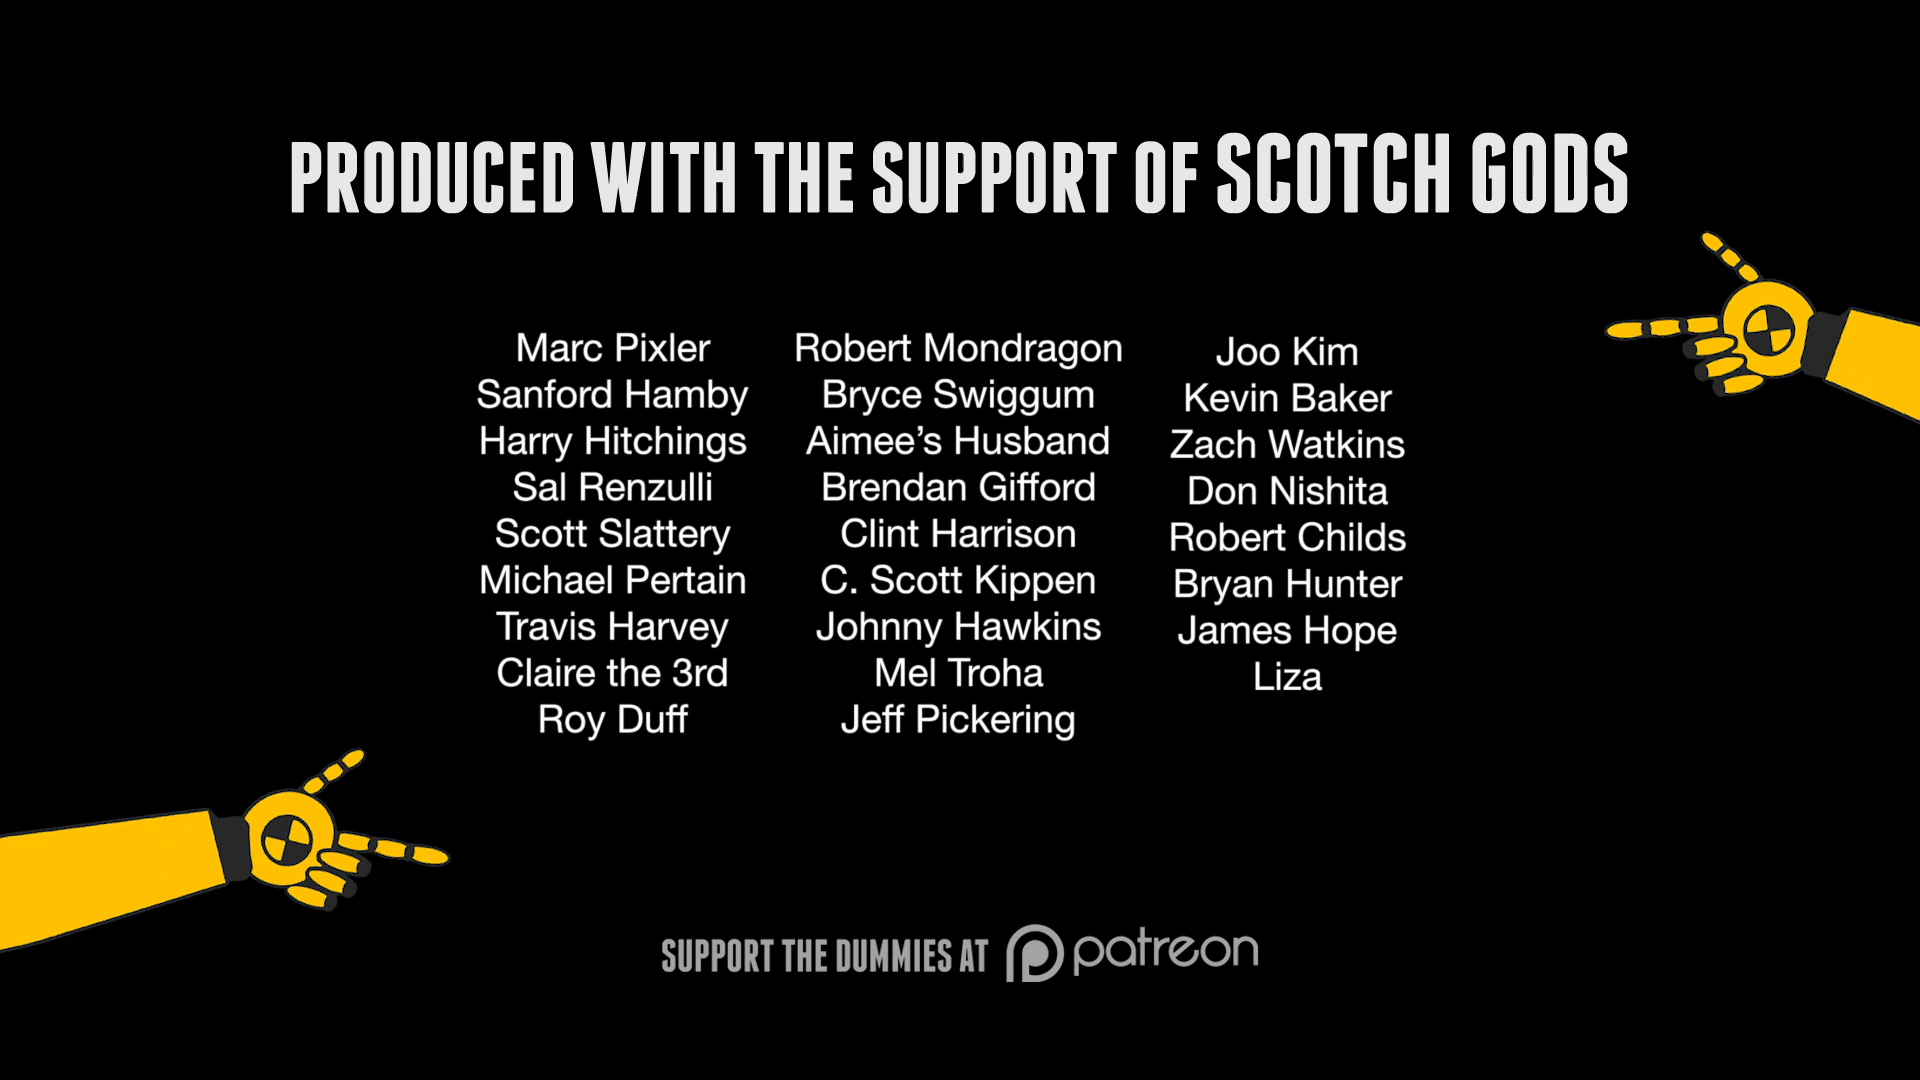 PRODUCED WITH THE SUPPORT OF SCOTCH GODS
Marc Pixler
Sanford Hamby
Harry Hitchings
Sal Renzulli
Scott Slattery
Michael Pertain
Travis Harvey
Claire the 3rd
Roy Duff
Robert Mondragon
Bryce Swiggum
Aimee’s Husband
Brendan Gifford
Clint Harrison
C. Scott Kippen
Johnny Hawkins
Mel Troha
Jeff Pickering
Joo Kim
Kevin Baker
Zach Watkins
Don Nishita
Robert Childs
Bryan Hunter
James Hope
Liza
SUPPORT THE DUMMIES AT patreon